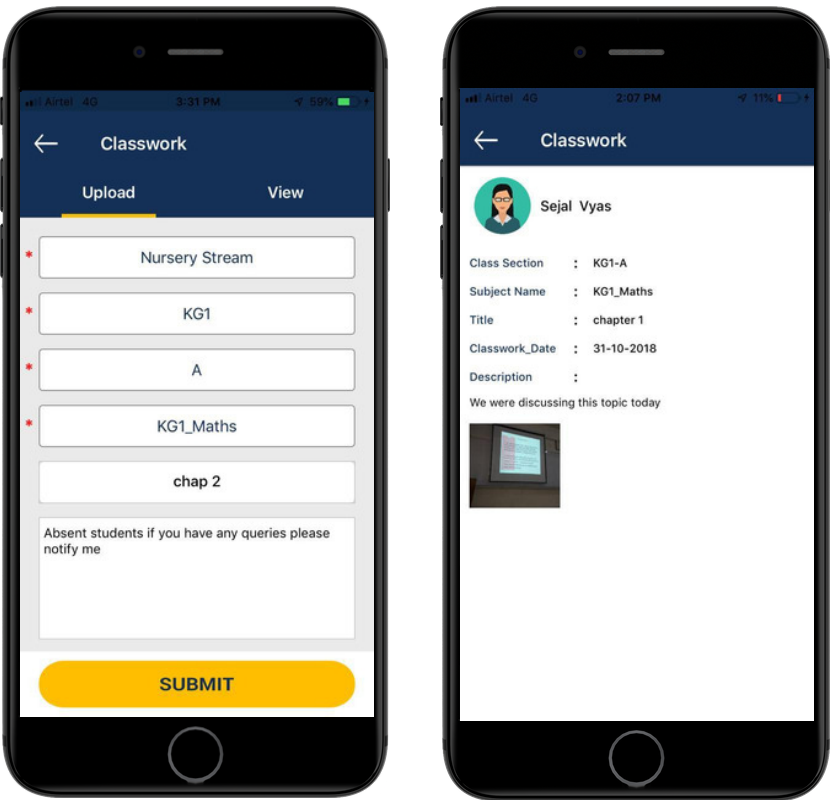 Airtel 4G 3:31 PM 59%
Classwork
Upload View
* Nursery Stream
* KG1
* A
* KG1_Maths
chap 2
Absent students if you have any queries please
notify me
SUBMIT
Airtel 4G 2:07 PM 11%
Classwork
Sejal Vyas
Class Section : KG1-A
Subject Name : KG1_Maths
Title : chapter 1
Classwork_Date : 31-10-2018
Description :
We were discussing this topic today